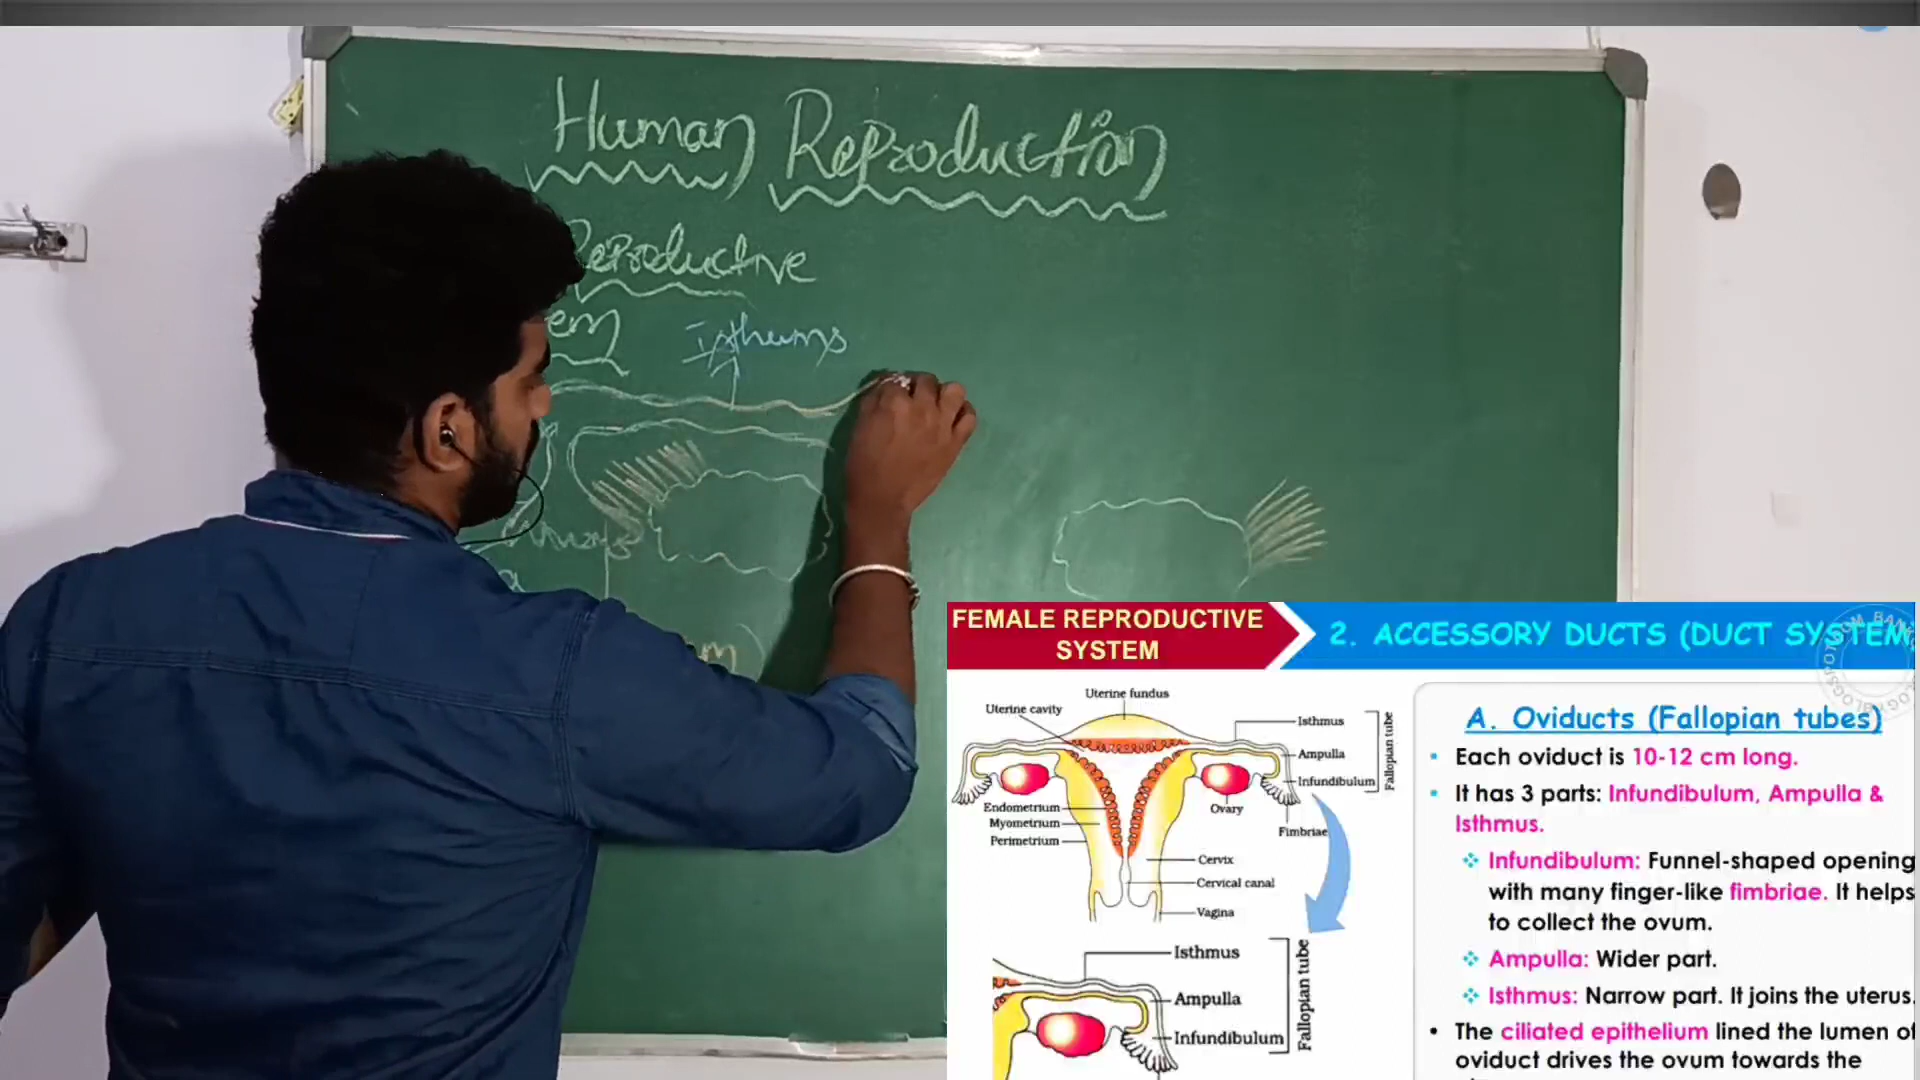 Human Reproduction
Reproductive
em
Isthums
FEMALE REPRODUCTIVE
SYSTEM
2. ACCESSORY DUCTS (DUCT SYSTEM
Uterine fundus
Uterine cavity
Isthmus
Ampulla
Infundibulum
Fallopian tube
Ovary
Fimbriae
Endometrium
Myometrium
Perimetrium
Cervix
Cervical canal
Vagina
Isthmus
Ampulla
Infundibulum
Fallopian tube
A. Oviducts (Fallopian tubes)
• Each oviduct is 10-12 cm long.
• It has 3 parts: Infundibulum, Ampulla &
Isthmus.
❖ Infundibulum: Funnel-shaped opening
with many finger-like fimbriae. It helps
to collect the ovum.
❖ Ampulla: Wider part.
❖ Isthmus: Narrow part. It joins the uterus.
• The ciliated epithelium lined the lumen of
oviduct drives the ovum towards the